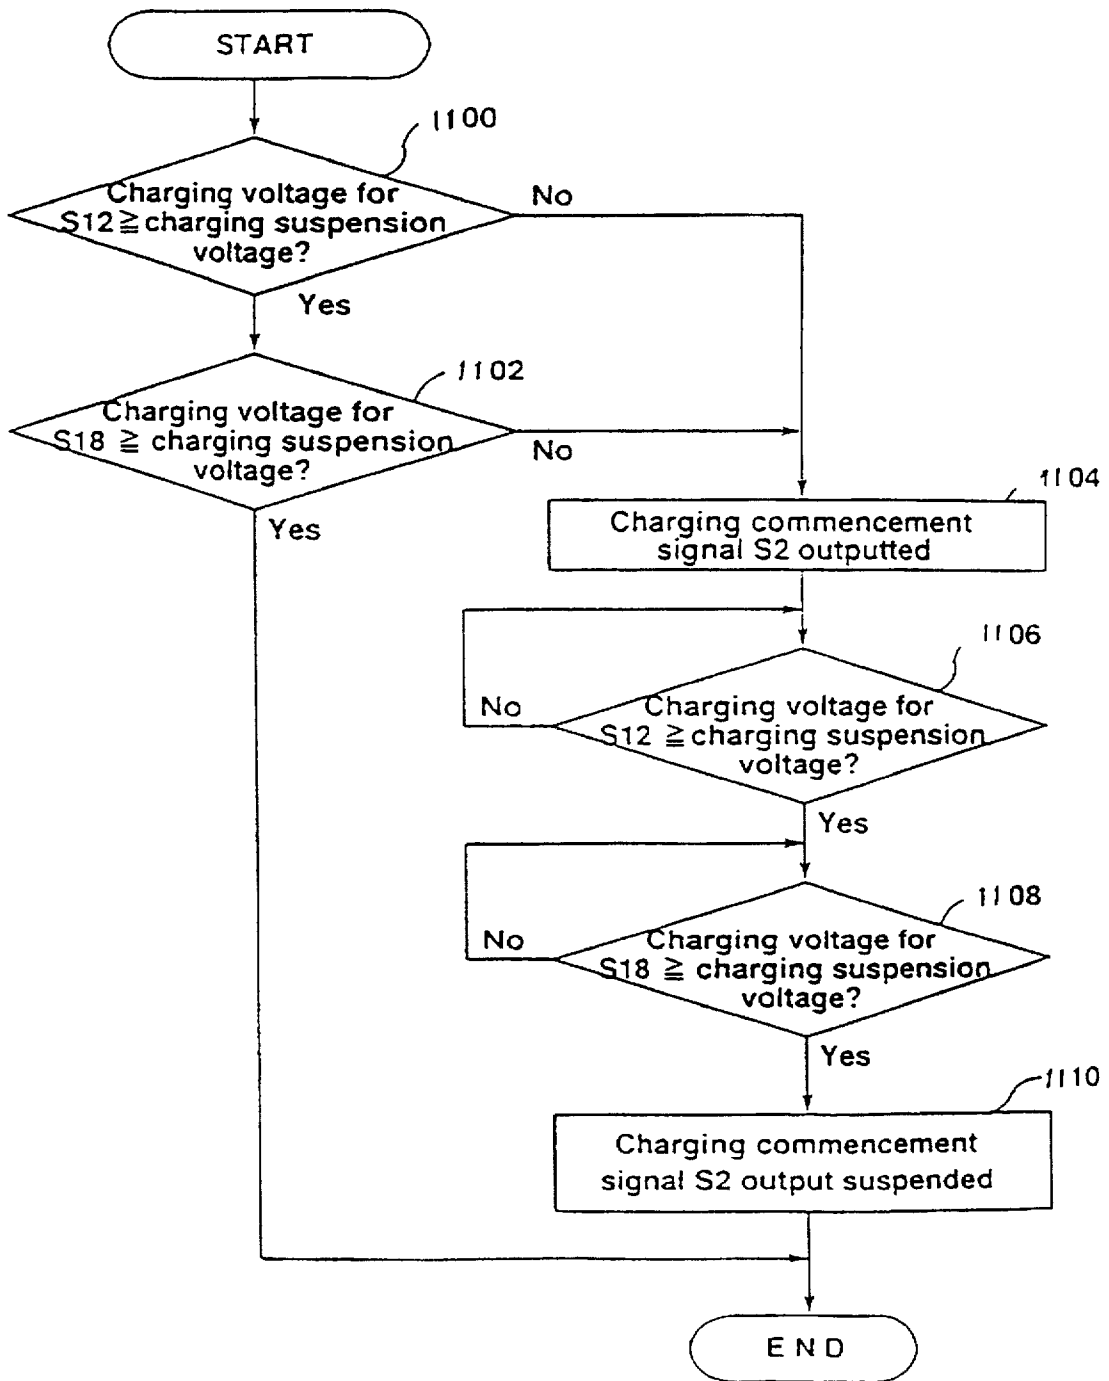 START
1100
Charging voltage for
S12 ≧ charging suspension
voltage?
No
Yes
1102
Charging voltage for
S18 ≧ charging suspension
voltage?
No
Yes
1104
Charging commencement
signal S2 outputted
1106
Charging voltage for
S12 ≧ charging suspension
voltage?
No
Yes
1108
Charging voltage for
S18 ≧ charging suspension
voltage?
No
Yes
1110
Charging commencement
signal S2 output suspended
END